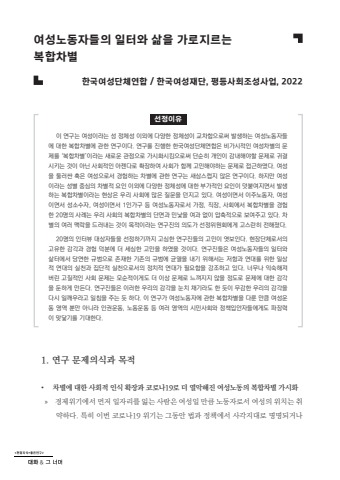 여성노동자들의 일터와 삶을 가로지르는
복합차별
한국여성단체연합 / 한국여성재단, 평등사회조성사업, 2022
선정이유
이 연구는 여성이라는 성 정체성 이외에 다양한 정체성이 교차함으로써 발생하는 여성노동자들
에 대한 복합차별에 관한 연구이다. 연구를 진행한 한국여성단체연합은 비가시적인 여성차별의 문
제를 '복합차별'이라는 새로운 관점으로 가시화시킴으로써 단순히 개인이 감내해야할 문제로 귀결
시키는 것이 아닌 사회적인 어젠다로 확장하여 사회가 함께 고민해야하는 문제로 접근하였다. 여성
을 둘러싼 혹은 여성으로서 경험하는 차별에 관한 연구는 새삼스럽지 않은 연구이다. 하지만 여성
이라는 성별 중심의 차별적 요인 이외에 다양한 정체성에 대한 부가적인 요인이 덧붙여지면서 발생
하는 복합차별이라는 현상은 우리 사회에 많은 질문을 던지고 있다. 여성이면서 이주노동자, 여성
이면서 성소수자, 여성이면서 1인가구 등 여성노동자로서 가정, 직장, 사회에서 복합차별을 경험
한 20명의 사례는 우리 사회의 복합차별의 단면과 민낯을 여과 없이 압축적으로 보여주고 있다. 차
별의 여러 맥락을 드러내는 것이 목적이라는 연구진의 의도가 선정위원회에게 고스란히 전해졌다.
20명의 인터뷰 대상자들을 선정하기까지 고심한 연구진들의 고민이 엿보인다. 현장단체로서의
고유한 감각과 경험 덕분에 더 세심한 고민을 하였을 것이다. 연구진들은 여성노동자들의 일터와
삶터에서 당연한 규범으로 존재한 기존의 규범에 균열을 내기 위해서는 저항과 연대를 위한 일상
적 연대의 실천과 집단적 실천으로서의 정치적 연대가 필요함을 강조하고 있다. 너무나 익숙해져
버린 고질적인 사회 문제는 모순적이게도 더 이상 문제로 느껴지지 않을 정도로 문제에 대한 감각
을 둔하게 만든다. 연구진들은 이러한 우리의 감각을 눈치 채기라도 한 듯이 무감한 우리의 감각을
다시 일깨우라고 일침을 주는 듯 하다. 이 연구가 여성노동자에 관한 복합차별을 다룬 만큼 여성운
동 영역 뿐만 아니라 인권운동, 노동운동 등 여러 영역의 시민사회와 정책입안자들에게도 파장력
이 맞닿기를 기대한다.
1. 연구 문제의식과 목적
• 차별에 대한 사회적 인식 확장과 코로나19로 더 열악해진 여성노동의 복합차별 가시화
» 경제위기에서 먼저 일자리를 잃는 사람은 여성일 만큼 노동자로서 여성의 위치는 취
약하다. 특히 이번 코로나19 위기는 그동안 법과 정책에서 사각지대로 명명되거나
대화 & 그 너머